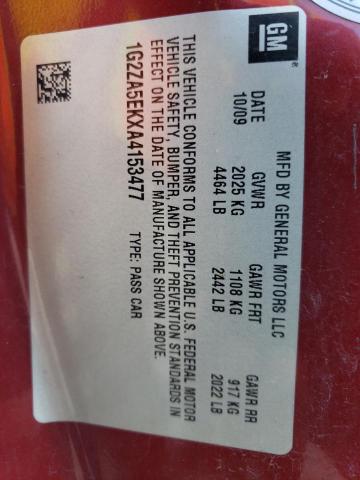 GM
MFD BY GENERAL MOTORS LLC
DATE GVWR GAWR FRT GAWR RR
10/09 2025 KG 1108 KG 917 KG
4464 LB 2442 LB 2022 LB
THIS VEHICLE CONFORMS TO ALL APPLICABLE U.S. FEDERAL MOTOR
VEHICLE SAFETY, BUMPER, AND THEFT PREVENTION STANDARDS IN
EFFECT ON THE DATE OF MANUFACTURE SHOWN ABOVE.
1G2ZA5EKXA4153477 TYPE: PASS CAR